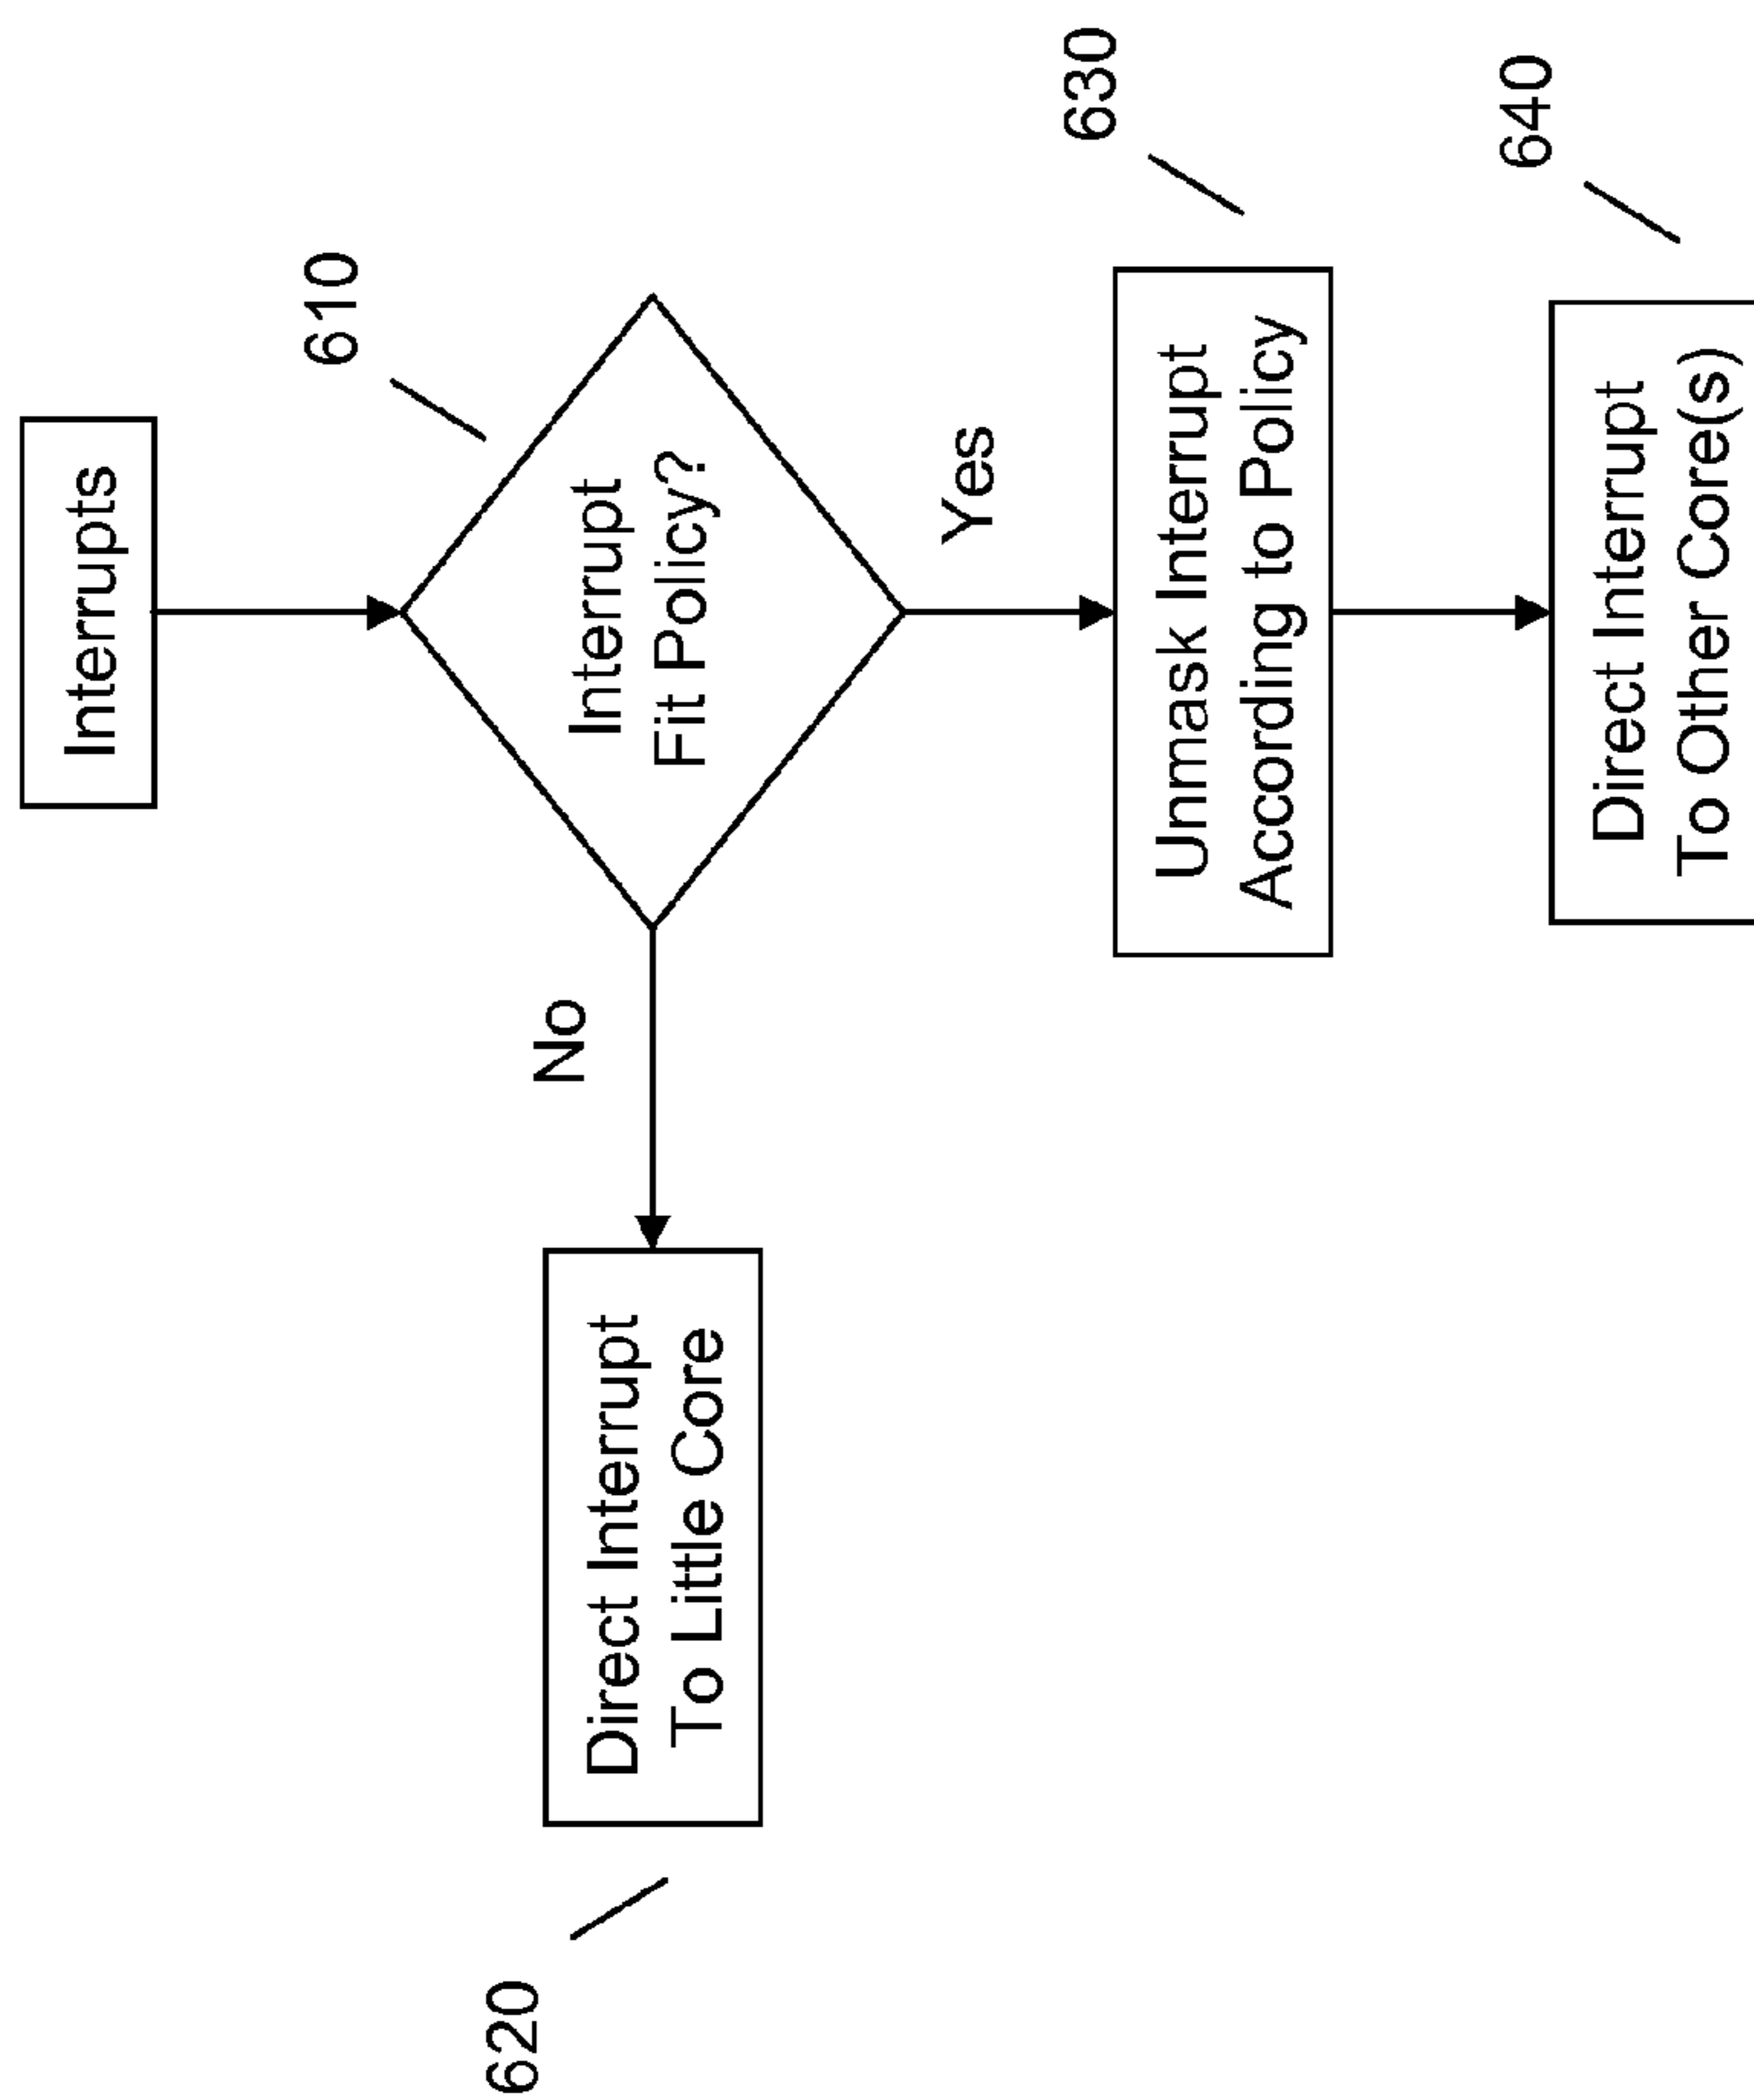 Interrupts
610
Interrupt
Fit Policy?
No
Yes
Direct Interrupt
To Little Core
620
Unmask Interrupt
According to Policy
630
Direct Interrupt
To Other Core(s)
640